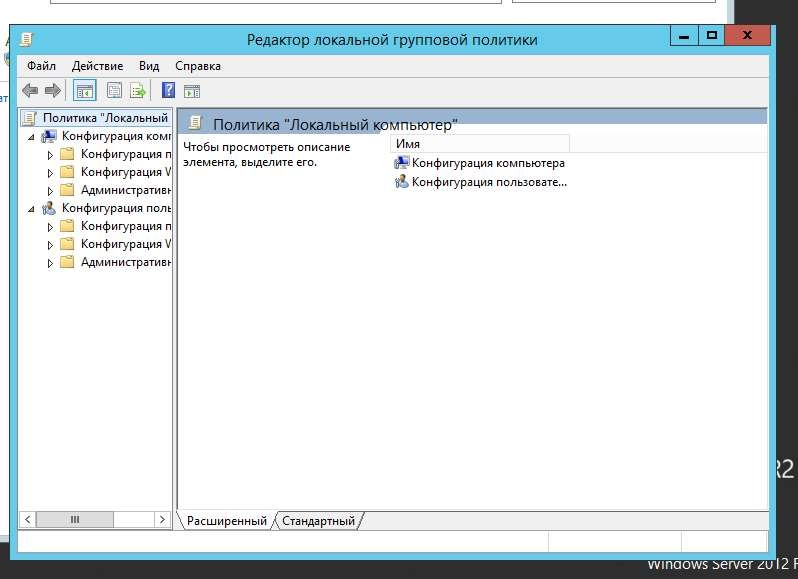 Редактор локальной групповой политики
Файл Действие Вид Справка
Политика "Локальный
Конфигурация комп
Конфигурация п
Конфигурация W
Административн
Конфигурация поль
Конфигурация п
Конфигурация W
Административн
Политика "Локальный компьютер"
Чтобы просмотреть описание
элемента, выделите его.
Имя
Конфигурация компьютера
Конфигурация пользовате...
Расширенный Стандартный
R2
Windows Server 2012 R